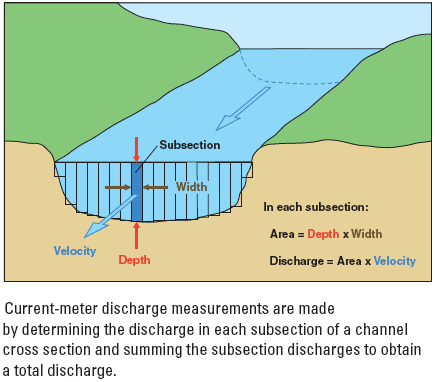 Subsection
Width
Velocity
Depth
In each subsection:
Area = Depth x Width
Discharge = Area x Velocity
Current-meter discharge measurements are made
by determining the discharge in each subsection of a channel
cross section and summing the subsection discharges to obtain
a total discharge.